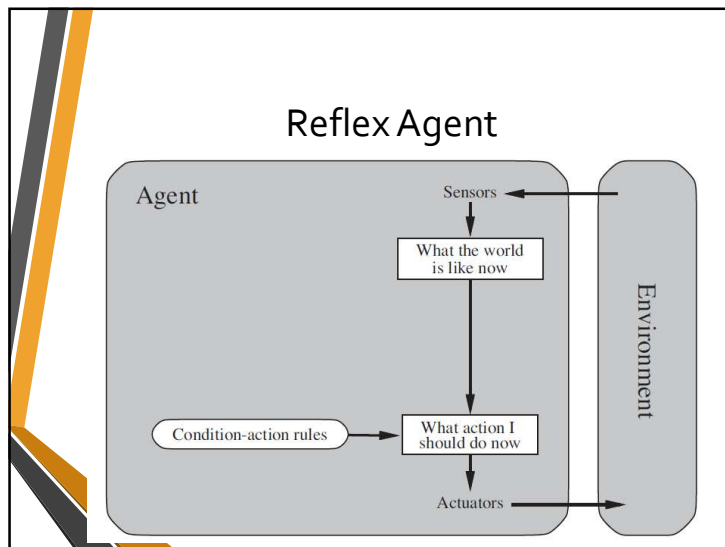 Reflex Agent
Agent
Sensors
What the world
is like now
Environment
Condition-action rules
What action I
should do now
Actuators